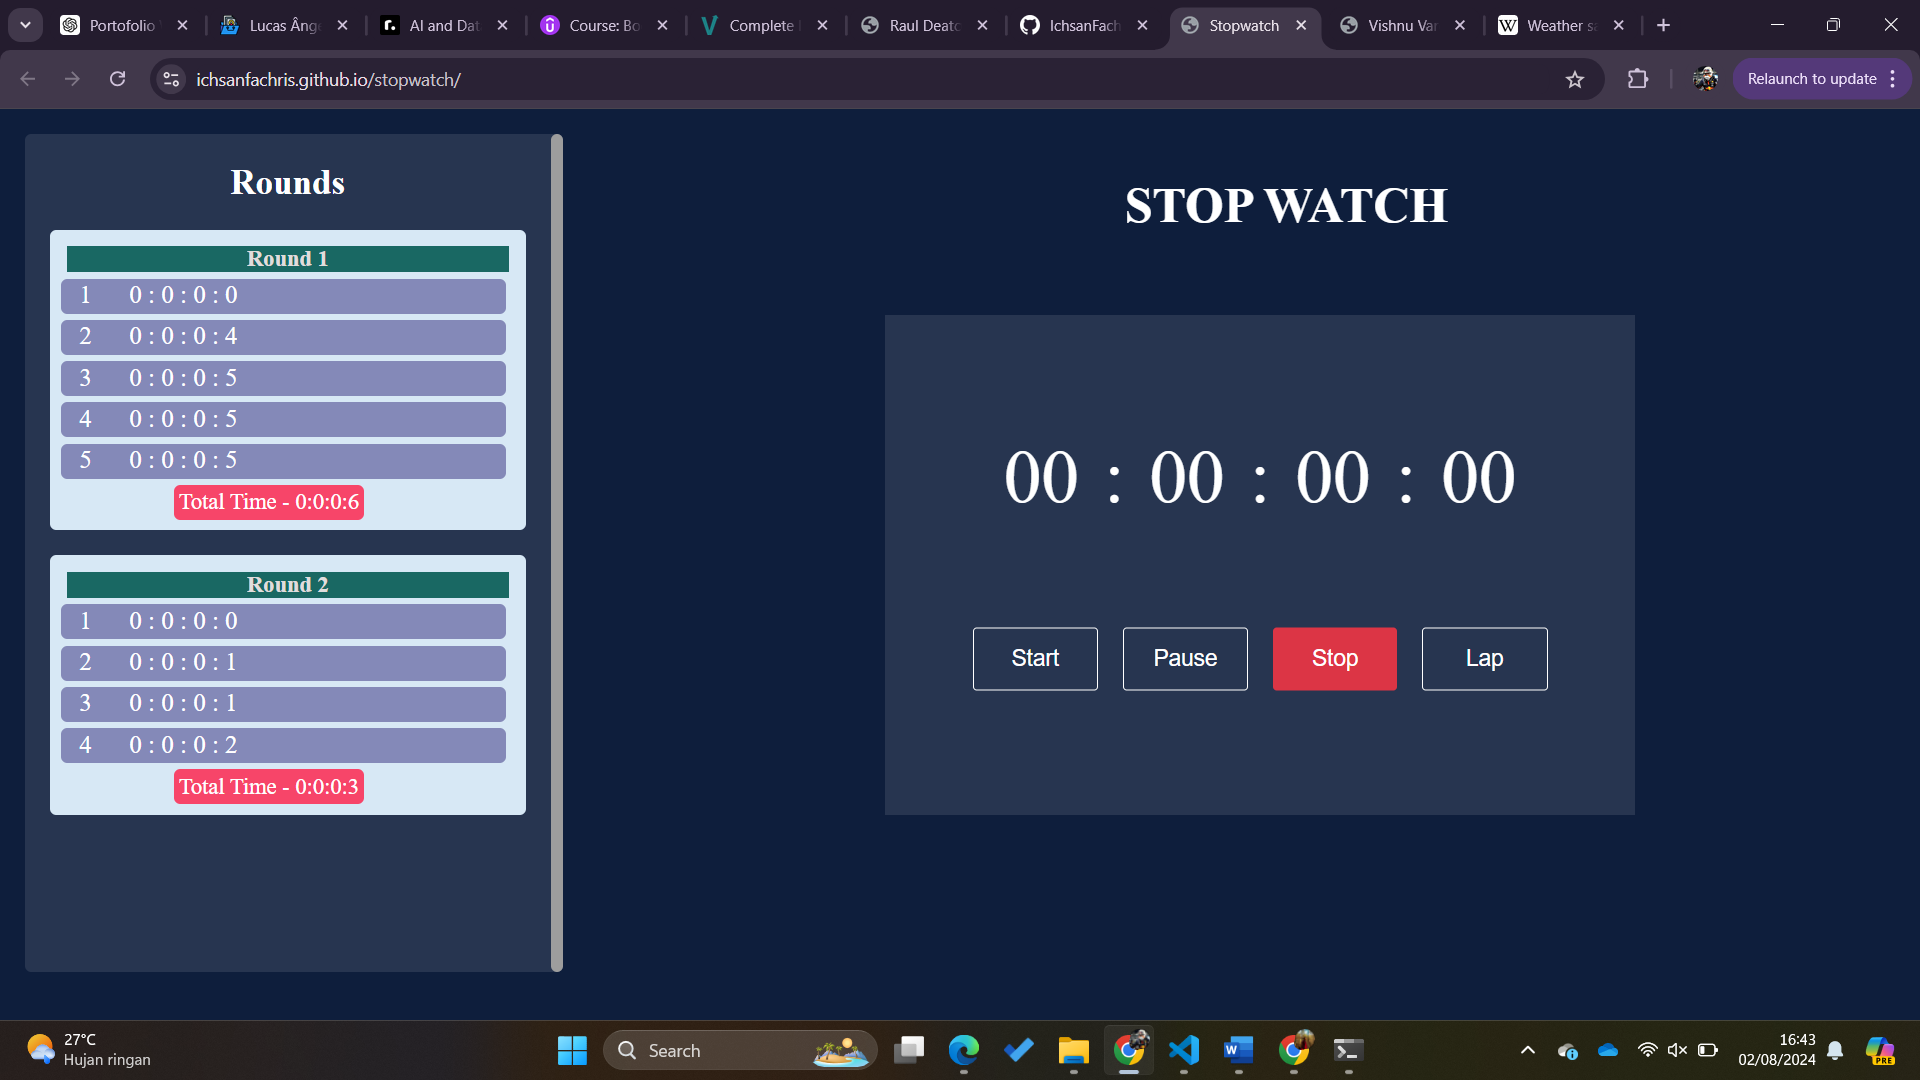 Portofolio
Lucas Ânge
AI and Dat
Course: Bo
Complete
Raul Deato
IchsanFach
Stopwatch
Vishnu Var
Weather sa
ichsanfachris.github.io/stopwatch/
Relaunch to update
Rounds
Round 1
1 0 : 0 : 0 : 0
2 0 : 0 : 0 : 4
3 0 : 0 : 0 : 5
4 0 : 0 : 0 : 5
5 0 : 0 : 0 : 5
Total Time - 0:0:0:6
Round 2
1 0 : 0 : 0 : 0
2 0 : 0 : 0 : 1
3 0 : 0 : 0 : 1
4 0 : 0 : 0 : 2
Total Time - 0:0:0:3
STOP WATCH
00 : 00 : 00 : 00
Start Pause Stop Lap
27°C
Hujan ringan
Search
16:43
02/08/2024
PRE